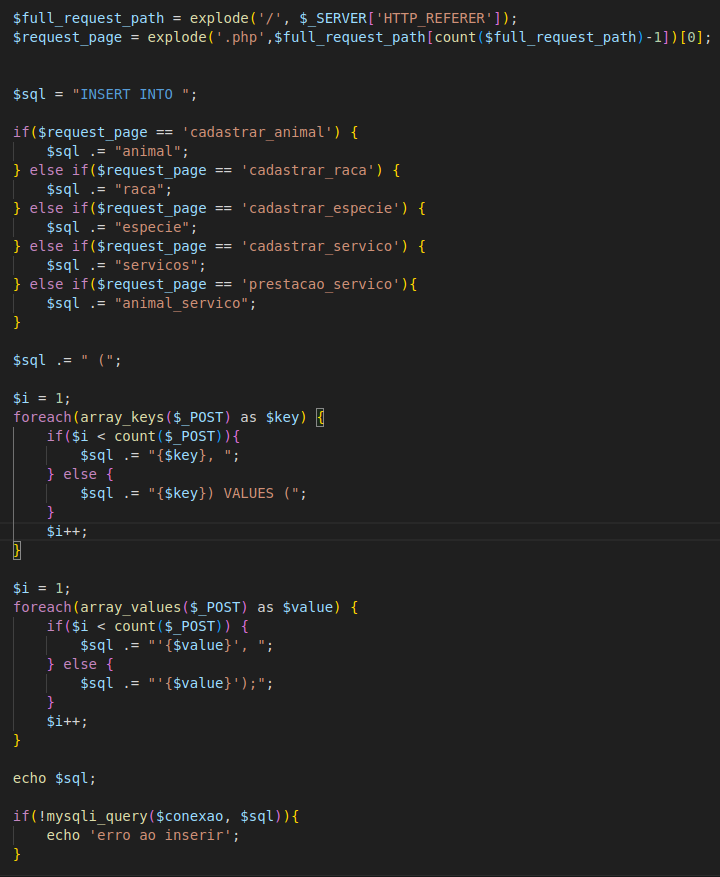 $full_request_path = explode('/', $_SERVER['HTTP_REFERER']);
$request_page = explode('.php',$full_request_path[count($full_request_path)-1])[0];
$sql = "INSERT INTO ";
if($request_page == 'cadastrar_animal') {
$sql .= "animal";
} else if($request_page == 'cadastrar_raca') {
$sql .= "raca";
} else if($request_page == 'cadastrar_especie') {
$sql .= "especie";
} else if($request_page == 'cadastrar_servico') {
$sql .= "servicos";
} else if($request_page == 'prestacao_servico'){
$sql .= "animal_servico";
}
$sql .= " (";
$i = 1;
foreach(array_keys($_POST) as $key) {
if($i < count($_POST)){
$sql .= "{$key}, ";
} else {
$sql .= "{$key}) VALUES (";
}
$i++;
}
$i = 1;
foreach(array_values($_POST) as $value) {
if($i < count($_POST)) {
$sql .= "'{$value}', ";
} else {
$sql .= "'{$value}');";
}
$i++;
}
echo $sql;
if(!mysqli_query($conexao, $sql)){
echo 'erro ao inserir';
}